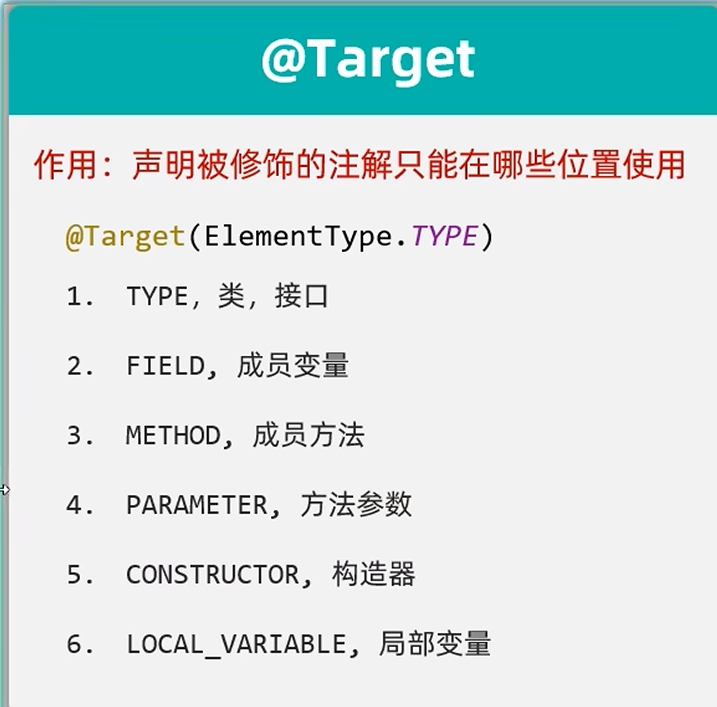 @Target
作用：声明被修饰的注解只能在哪些位置使用
@Target(ElementType.TYPE)
1. TYPE，类，接口
2. FIELD, 成员变量
3. METHOD, 成员方法
4. PARAMETER, 方法参数
5. CONSTRUCTOR, 构造器
6. LOCAL_VARIABLE, 局部变量